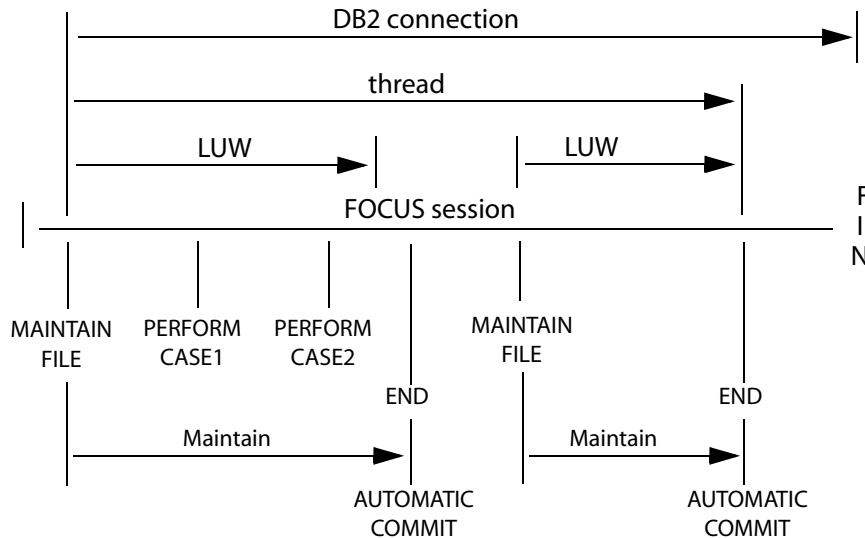 DB2 connection
thread
LUW
LUW
FOCUS session
F
I
N
MAINTAIN
FILE
PERFORM
CASE1
PERFORM
CASE2
MAINTAIN
FILE
END
END
Maintain
Maintain
AUTOMATIC
COMMIT
AUTOMATIC
COMMIT